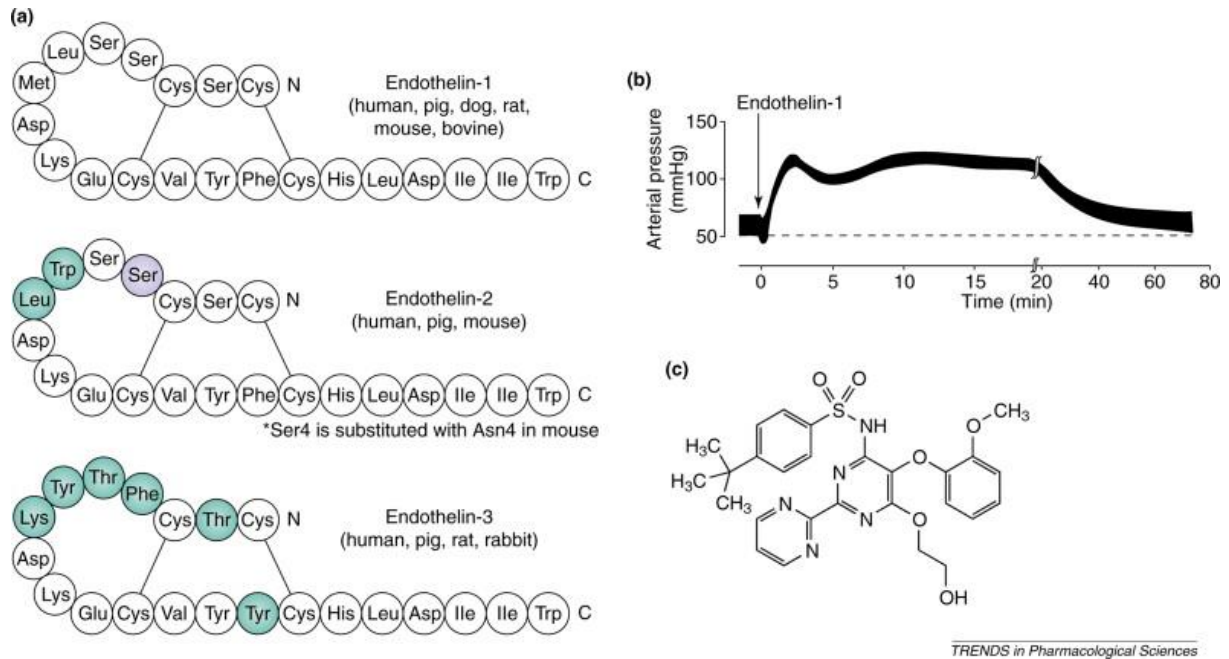 (a)
Leu Ser Ser Cys Ser Cys N
Met
Asp
Lys
Glu Cys Val Tyr Phe Cys His Leu Asp Ile Ile Trp C
Endothelin-1
(human, pig, dog, rat,
mouse, bovine)
Leu Trp Ser Ser Cys Ser Cys N
Asp
Lys
Glu Cys Val Tyr Phe Cys His Leu Asp Ile Ile Trp C
Endothelin-2
(human, pig, mouse)
*Ser4 is substituted with Asn4 in mouse
Lys Tyr Thr Phe Cys Thr Cys N
Asp
Lys
Glu Cys Val Tyr Tyr Cys His Leu Asp Ile Ile Trp C
Endothelin-3
(human, pig, rat, rabbit)
(b)
Endothelin-1
Arterial pressure
(mmHg)
150
100
50
0 5 10 15 20 40 60 80
Time (min)
(c)
O O
S
NH
O
O CH3
H3C
H3C
CH3
N
N
N
N
O
OH
TRENDS in Pharmacological Sciences